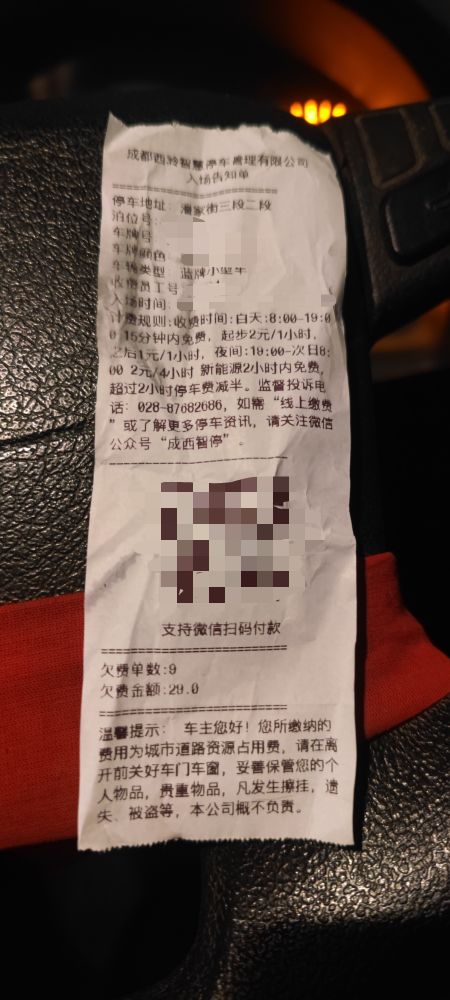 成都西羚智慧停车管理有限公司
入场告知单
停车地址: 潘家街三段二段
泊位号:
车牌号
车牌颜色
车辆类型: 蓝牌小型车
收费员工号
入场时间:
计费规则:收费时间:白天:8:00-19:0
0 15分钟内免费, 起步2元/1小时,
之后1元/1小时, 夜间:19:00-次日8:
00 2元/4小时 新能源2小时内免费,
超过2小时停车费减半。监督投诉电
话: 028-87682686, 如需 “线上缴费
” 或了解更多停车资讯, 请关注微信
公众号 “成西智停” 。
支持微信扫码付款
欠费单数:9
欠费金额:29.0
温馨提示: 车主您好! 您所缴纳的
费用为城市道路资源占用费, 请在离
开前关好车门车窗, 妥善保管您的个
人物品, 贵重物品, 凡发生擦挂, 遗
失、被盗等, 本公司概不负责。